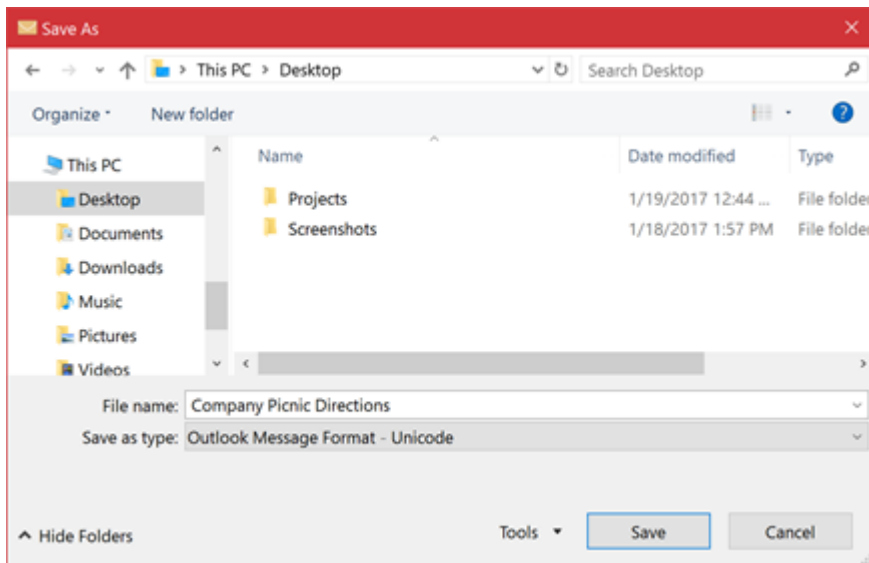 Save As
This PC > Desktop
Search Desktop
Organize
New folder
Name Date modified Type
This PC
Desktop
Documents
Downloads
Music
Pictures
Videos
Projects 1/19/2017 12:44 ... File folder
Screenshots 1/18/2017 1:57 PM File folder
File name: Company Picnic Directions
Save as type: Outlook Message Format - Unicode
Hide Folders
Tools
Save
Cancel